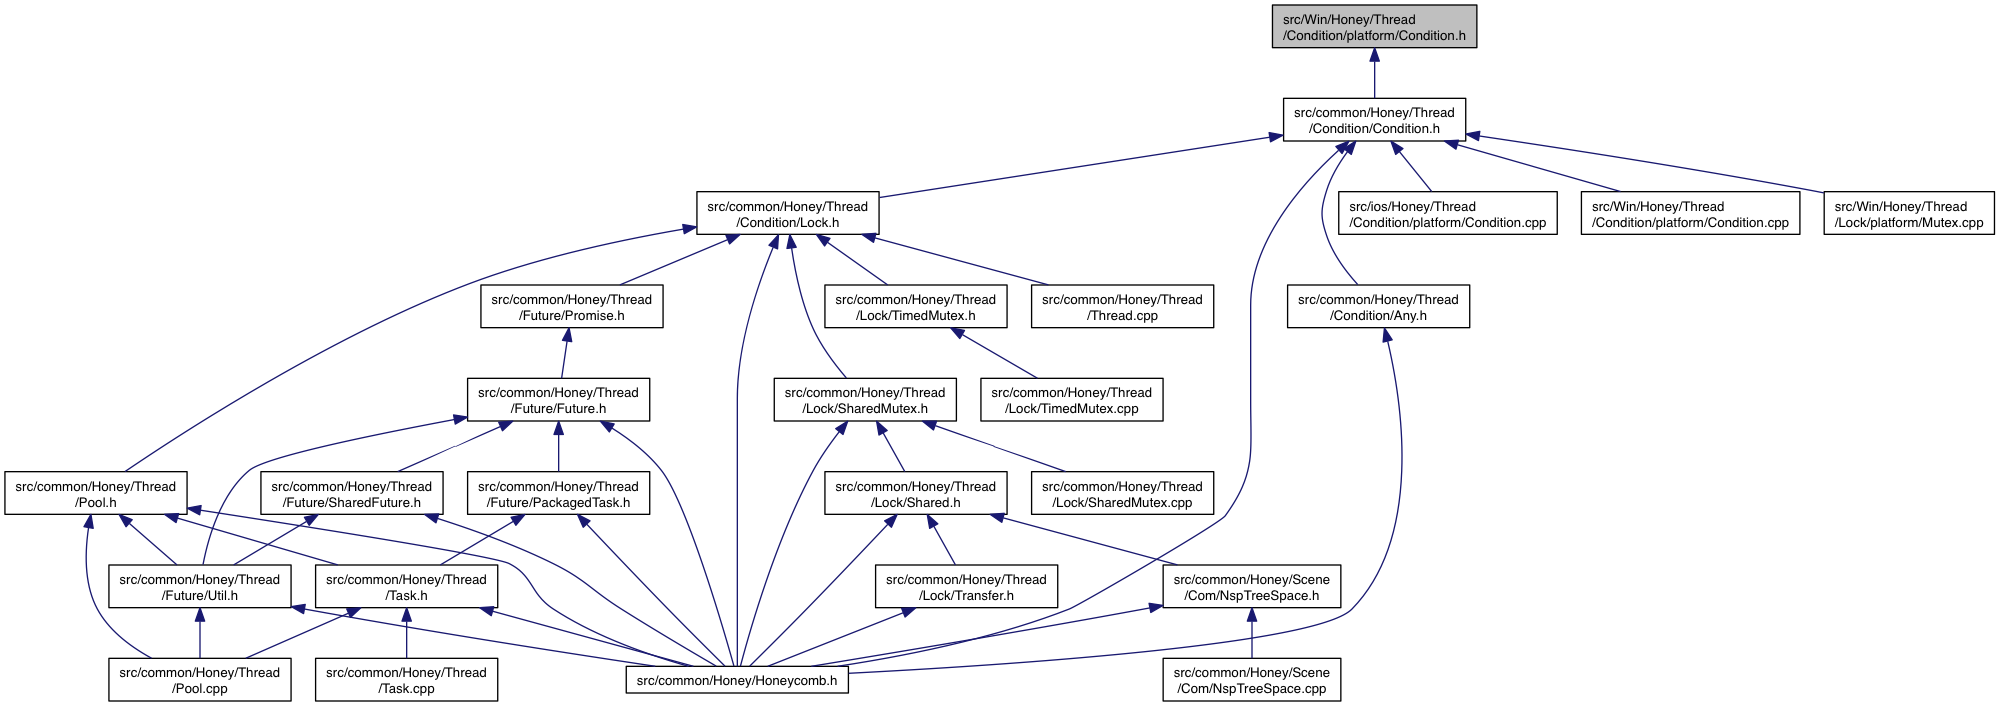 src/Win/Honey/Thread
/Condition/platform/Condition.h
src/common/Honey/Thread
/Condition/Condition.h
src/common/Honey/Thread
/Condition/Lock.h
src/ios/Honey/Thread
/Condition/platform/Condition.cpp
src/Win/Honey/Thread
/Condition/platform/Condition.cpp
src/Win/Honey/Thread
/Lock/platform/Mutex.cpp
src/common/Honey/Thread
/Future/Promise.h
src/common/Honey/Thread
/Lock/TimedMutex.h
src/common/Honey/Thread
/Thread.cpp
src/common/Honey/Thread
/Condition/Any.h
src/common/Honey/Thread
/Future/Future.h
src/common/Honey/Thread
/Lock/SharedMutex.h
src/common/Honey/Thread
/Lock/TimedMutex.cpp
src/common/Honey/Thread
/Pool.h
src/common/Honey/Thread
/Future/SharedFuture.h
src/common/Honey/Thread
/Future/PackagedTask.h
src/common/Honey/Thread
/Lock/Shared.h
src/common/Honey/Thread
/Lock/SharedMutex.cpp
src/common/Honey/Thread
/Future/Util.h
src/common/Honey/Thread
/Task.h
src/common/Honey/Thread
/Lock/Transfer.h
src/common/Honey/Scene
/Com/NspTreeSpace.h
src/common/Honey/Thread
/Pool.cpp
src/common/Honey/Thread
/Task.cpp
src/common/Honey/Honeycomb.h
src/common/Honey/Scene
/Com/NspTreeSpace.cpp